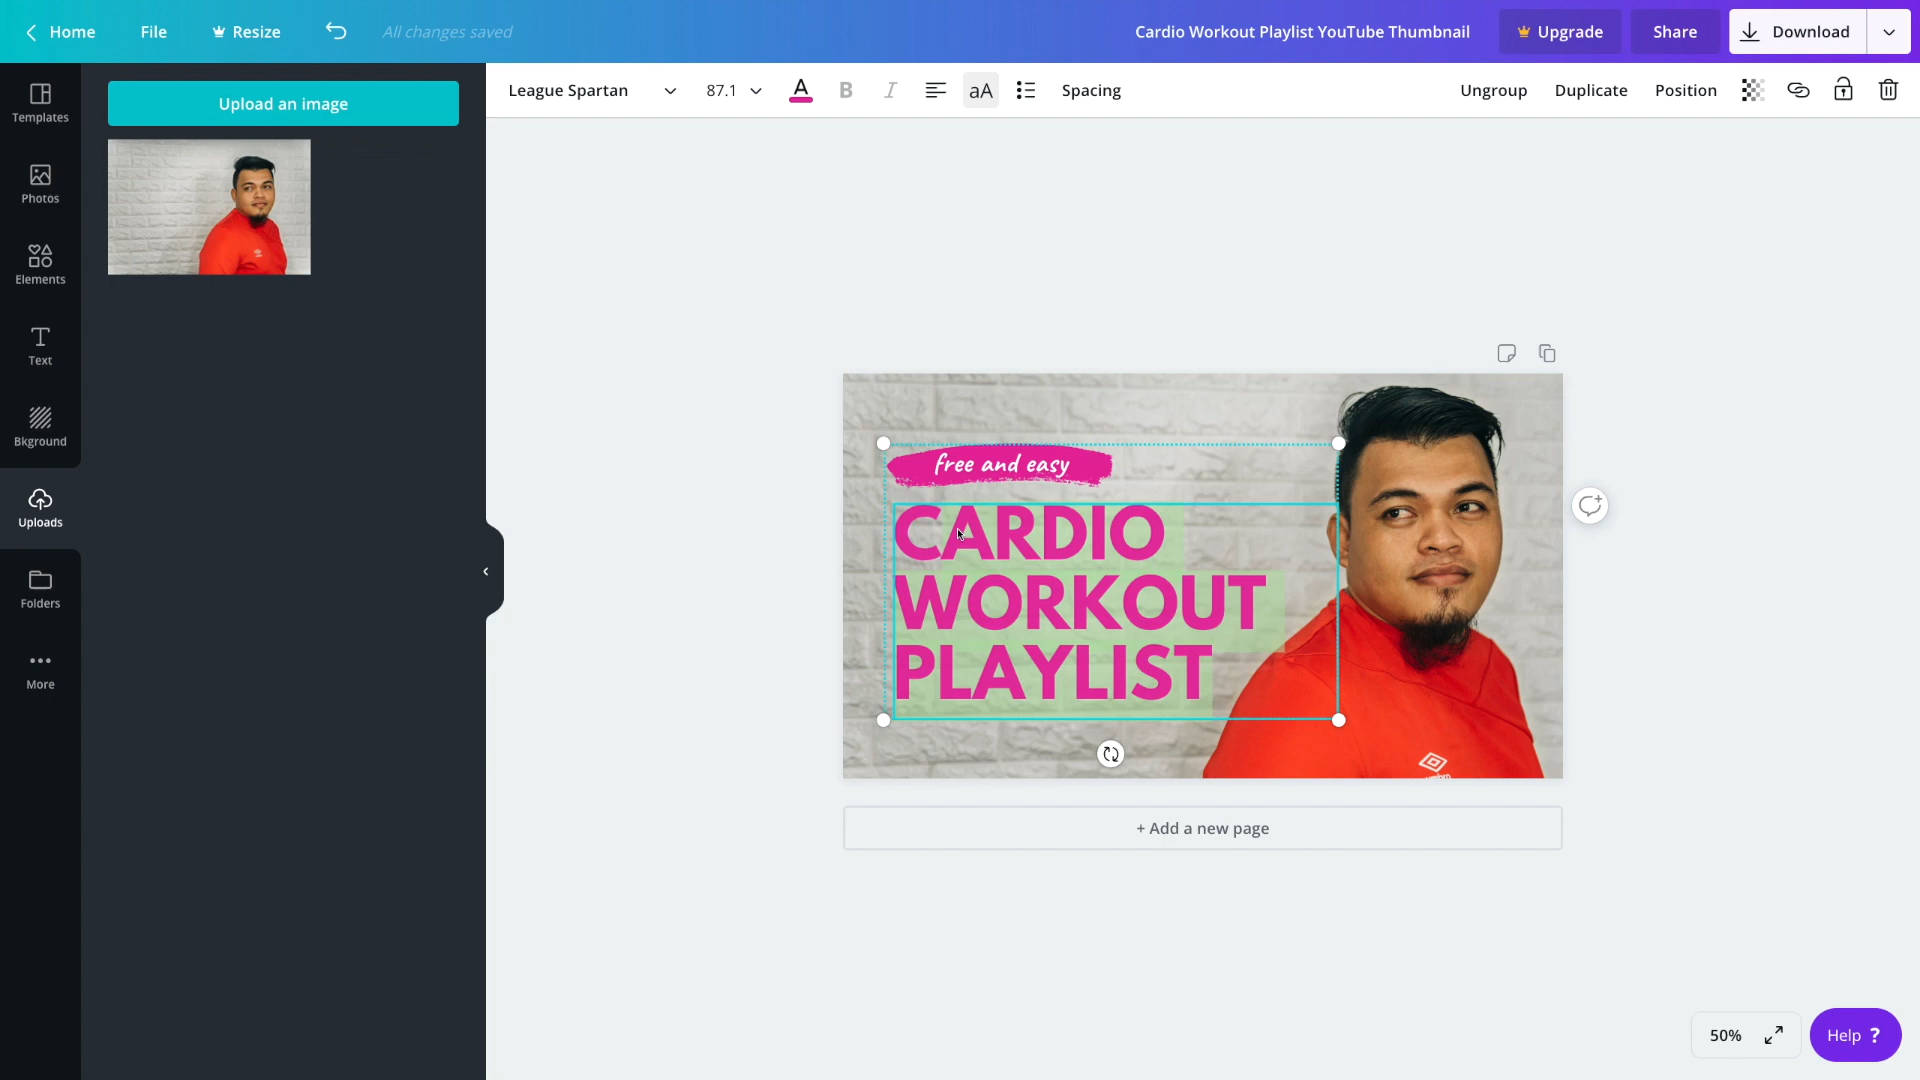 Home
File
Resize
All changes saved
Cardio Workout Playlist YouTube Thumbnail
Upgrade
Share
Download
Templates
Photos
Elements
Text
Bkground
Uploads
Folders
More
Upload an image
League Spartan
87.1
A
B
I
aA
Spacing
Ungroup
Duplicate
Position
free and easy
CARDIO
WORKOUT
PLAYLIST
+ Add a new page
50%
Help ?